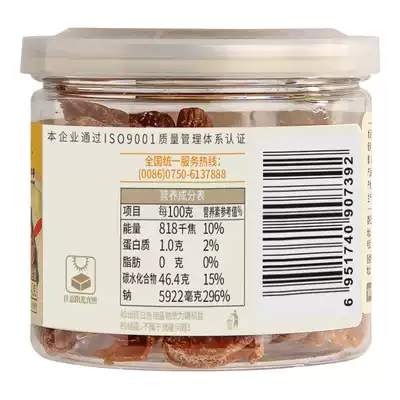 本企业通过ISO9001质量管理体系认证
全国统一服务热线:
(0086)0750-6137888
营养成分表
项目 每100克 营养素参考值%
能量 818千焦 10%
蛋白质 1.0克 2%
脂肪 0 克 0%
碳水化合物 46.4克 15%
钠 5922毫克 296%
6 951740 907392